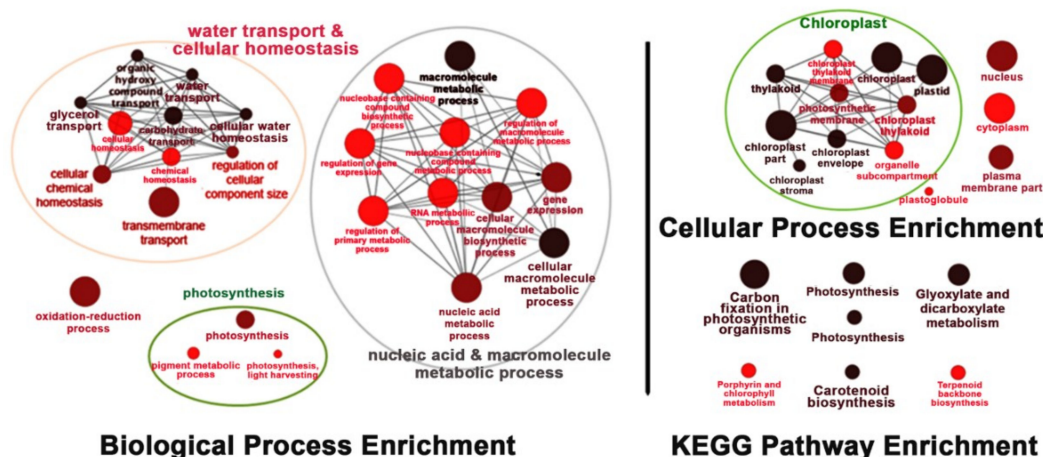 water transport &
cellular homeostasis
organic
hydroxy
compound
transport
water
transport
glycerol
transport
cellular
homeostasis
carbohydrate
transport
cellular water
homeostasis
chemical
homeostasis
cellular
chemical
homeostasis
regulation
of cellular
component size
transmembrane
transport
oxidation-reduction
process
photosynthesis
photosynthesis
pigment metabolic
process
photosynthesis,
light harvesting
macromolecule
metabolic
process
nucleobase containing
compound
biosynthetic
process
regulation of
macromolecule
metabolic process
regulation of gene
expression
nucleobase containing
compound
metabolic process
gene
expression
RNA metabolic
process
regulation of
primary metabolic
process
cellular
macromolecule
biosynthetic
process
cellular
macromolecule
metabolic process
nucleic acid
metabolic
process
nucleic acid & macromolecule
metabolic process
Biological Process Enrichment
Chloroplast
chloroplast
thylakoid
membrane
thylakoid
chloroplast
plastid
photosynthetic
membrane
chloroplast
thylakoid
chloroplast
part
chloroplast
envelope
chloroplast
stroma
organelle
subcompartment
plastoglobule
nucleus
cytoplasm
plasma
membrane part
Cellular Process Enrichment
Carbon
fixation in
photosynthetic
organisms
Photosynthesis
Photosynthesis
Glyoxylate and
dicarboxylate
metabolism
Porphyrin and
chlorophyll
metabolism
Carotenoid
biosynthesis
Terpenoid
backbone
biosynthesis
KEGG Pathway Enrichment